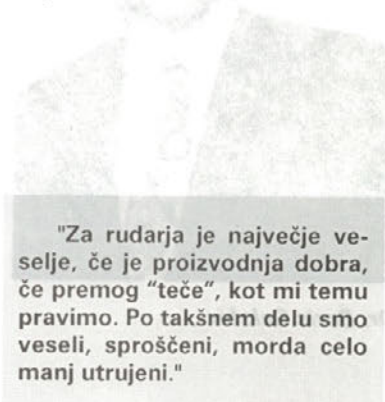 "Za rudarja je največje ve-
selje, če je proizvodnja dobra,
če premog "teče", kot mi temu
pravimo. Po takšnem delu smo
veseli, sproščeni, morda celo
manj utrujeni."